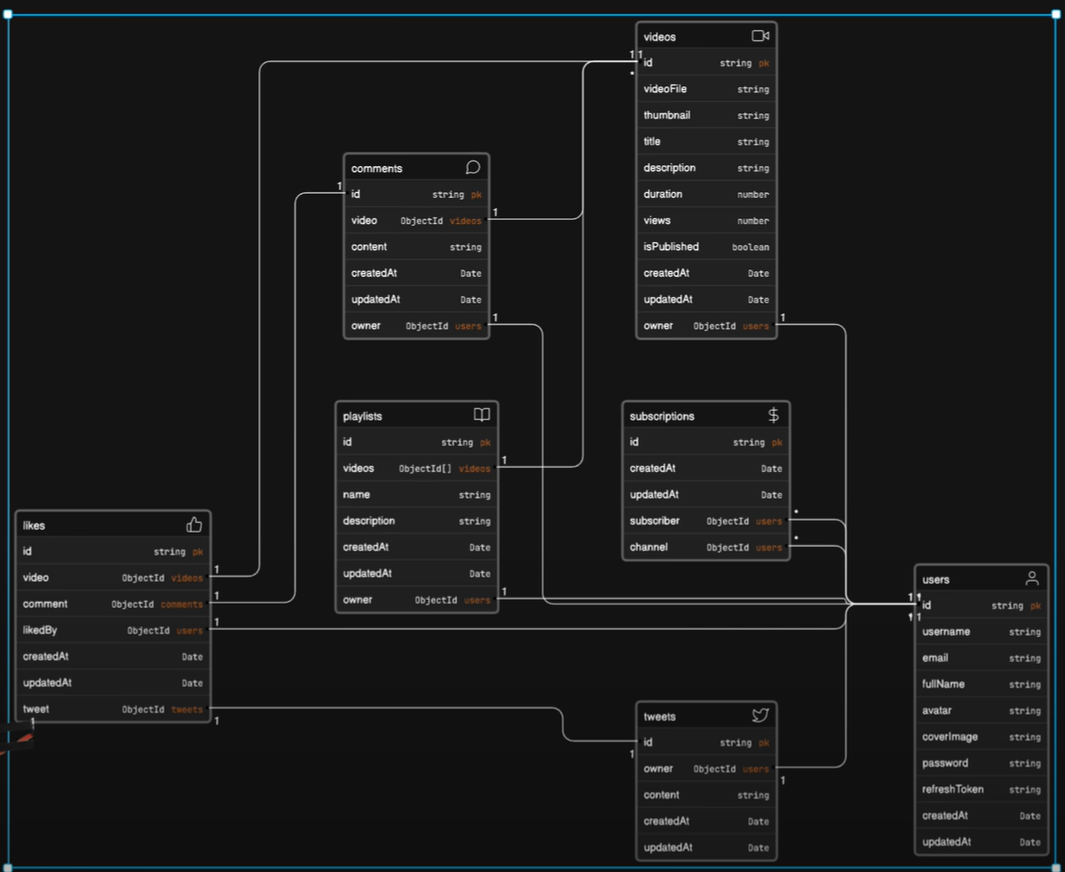 videos
id string pk
videoFile string
thumbnail string
title string
description string
duration number
views number
isPublished boolean
createdAt Date
updatedAt Date
owner ObjectId users
1 1
*
1
comments
id string pk
video ObjectId videos
content string
createdAt Date
updatedAt Date
owner ObjectId users
1
1
1
playlists
id string pk
videos ObjectId[] videos
name string
description string
createdAt Date
updatedAt Date
owner ObjectId users
1
1
subscriptions
id string pk
createdAt Date
updatedAt Date
subscriber ObjectId users
channel ObjectId users
*
*
likes
id string pk
video ObjectId videos
comment ObjectId comments
likedBy ObjectId users
createdAt Date
updatedAt Date
tweet ObjectId tweets
1
1
1
1
1
users
id string pk
username string
email string
fullName string
avatar string
coverImage string
password string
refreshToken string
createdAt Date
updatedAt Date
1 1
1
tweets
id string pk
owner ObjectId users
content string
createdAt Date
updatedAt Date
1
1